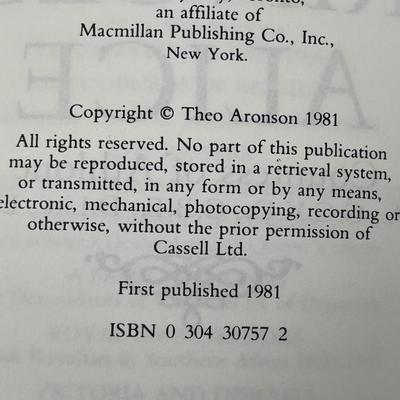 an affiliate of
Macmillan Publishing Co., Inc.,
New York.
Copyright © Theo Aronson 1981
All rights reserved. No part of this publication
may be reproduced, stored in a retrieval system,
or transmitted, in any form or by any means,
electronic, mechanical, photocopying, recording or
otherwise, without the prior permission of
Cassell Ltd.
First published 1981
ISBN 0 304 30757 2